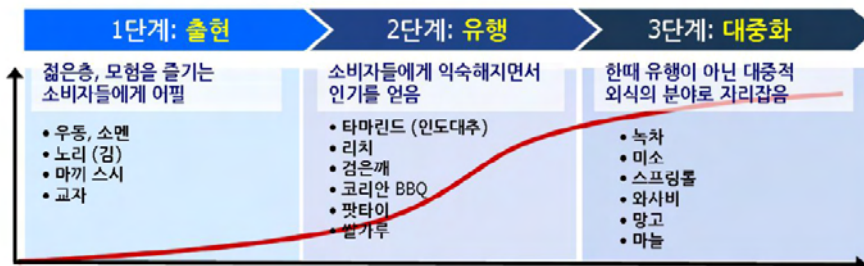 1단계: 출현
2단계: 유행
3단계: 대중화
젊은층, 모험을 즐기는
소비자들에게 어필
• 우동, 소멘
• 노리 (김)
• 마끼 스시
• 교자
소비자들에게 익숙해지면서
인기를 얻음
• 타마린드 (인도대추)
• 리치
• 검은깨
• 코리안 BBQ
• 팟타이
• 쌀가루
한때 유행이 아닌 대중적
외식의 분야로 자리잡음
• 녹차
• 미소
• 스프링롤
• 와사비
• 망고
• 마늘